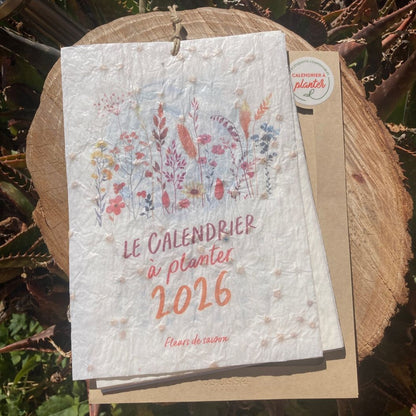 CALENDRIER À
planter
LE CALENDRIER
à planter
2026
Fleurs de saison